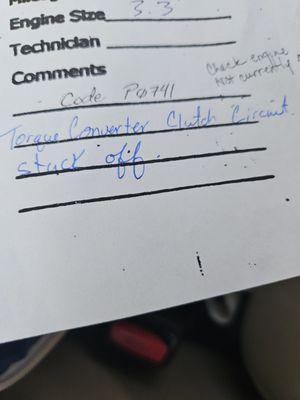 Engine Size 3.3
Technician
Comments
Check engine
Not currently
Code P0741
Torque Converter Clutch Circuit
stuck off.